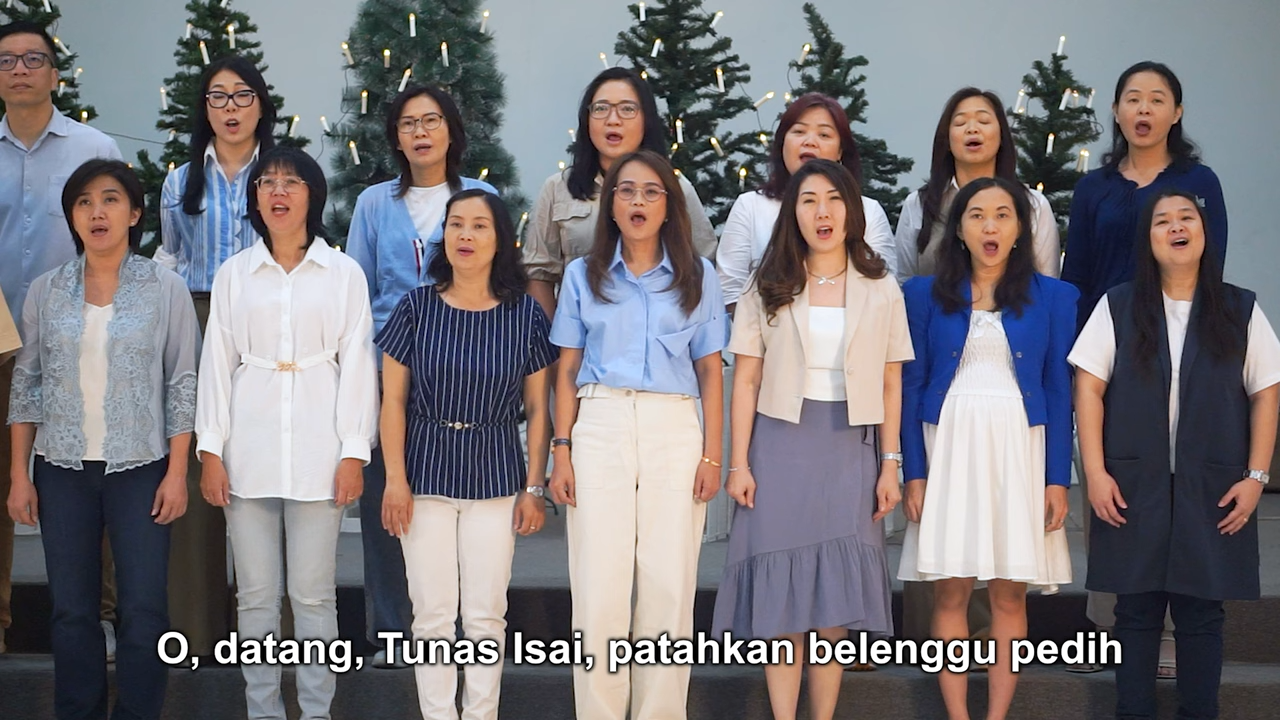 O, datang, Tunas Isai, patahkan belenggu pedih